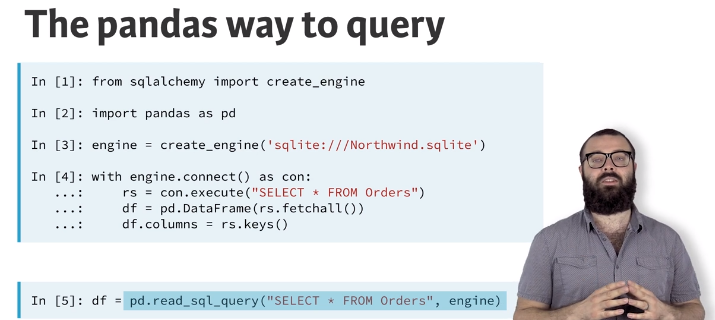 The pandas way to query
In [1]: from sqlalchemy import create_engine
In [2]: import pandas as pd
In [3]: engine = create_engine('sqlite:///Northwind.sqlite')
In [4]: with engine.connect() as con:
...: rs = con.execute("SELECT * FROM Orders")
...: df = pd.DataFrame(rs.fetchall())
...: df.columns = rs.keys()
In [5]: df = pd.read_sql_query("SELECT * FROM Orders", engine)